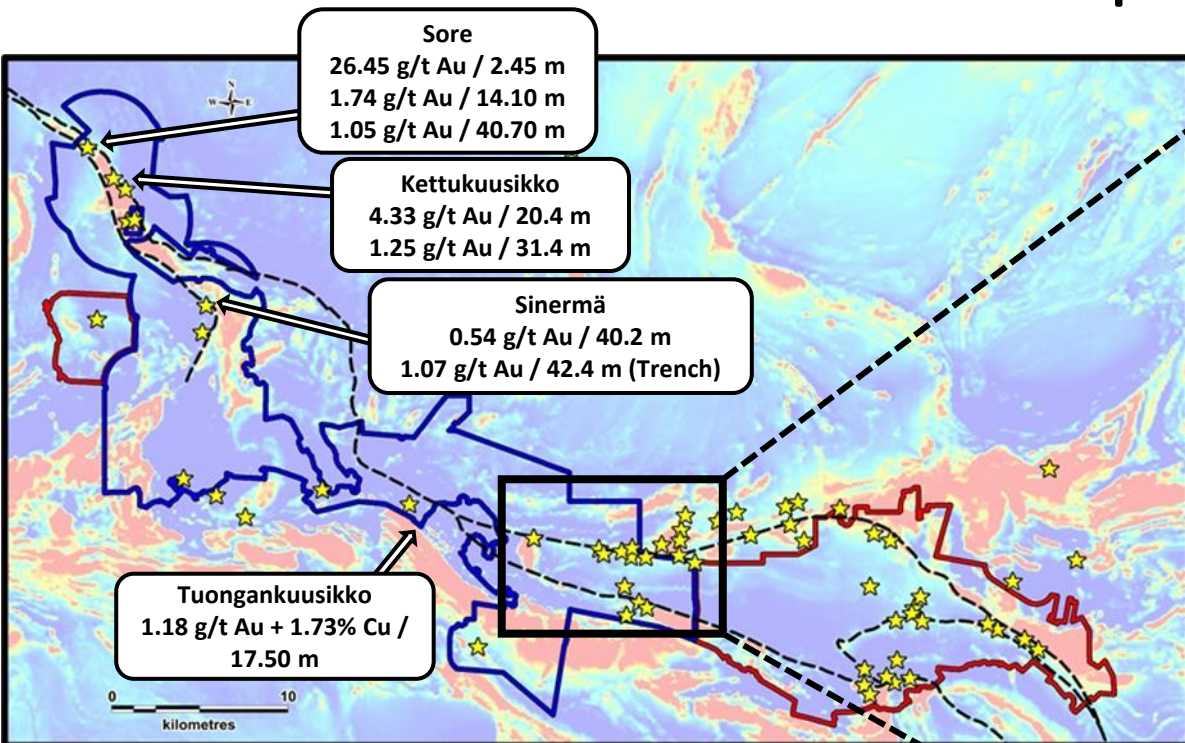 Sore
26.45 g/t Au / 2.45 m
1.74 g/t Au / 14.10 m
1.05 g/t Au / 40.70 m
N
W E
S
Kettukuusikko
4.33 g/t Au / 20.4 m
1.25 g/t Au / 31.4 m
Sinermä
0.54 g/t Au / 40.2 m
1.07 g/t Au / 42.4 m (Trench)
Tuongankuusikko
1.18 g/t Au + 1.73% Cu /
17.50 m
0 10
kilometres